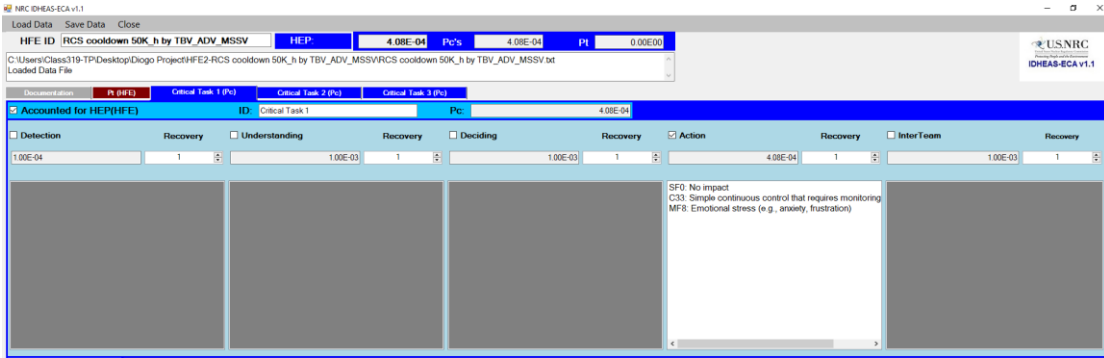 NRC IDHEAS-ECA v1.1
Load Data Save Data Close
HFE ID RCS cooldown 50K_h by TBV_ADV_MSSV HEP: 4.08E-04 Pc's 4.08E-04 Pt 0.00E00
U.S.NRC
IDHEAS-ECA v1.1
C:\Users\Class319-TP\Desktop\Diogo Project\HFE2-RCS cooldown 50K_h by TBV_ADV_MSSV\RCS cooldown 50K_h by TBV_ADV_MSSV.txt
Loaded Data File
Documentation Pt (HFE) Critical Task 1 (Pc) Critical Task 2 (Pc) Critical Task 3 (Pc)
Accounted for HEP(HFE) ID: Critical Task 1 Pc: 4.08E-04
Detection Recovery Understanding Recovery Deciding Recovery Action Recovery InterTeam Recovery
1.00E-04 1 1.00E-03 1 1.00E-03 1 4.08E-04 1 1.00E-03 1
SF0: No impact
C33: Simple continuous control that requires monitoring
MF8: Emotional stress (e.g., anxiety, frustration)